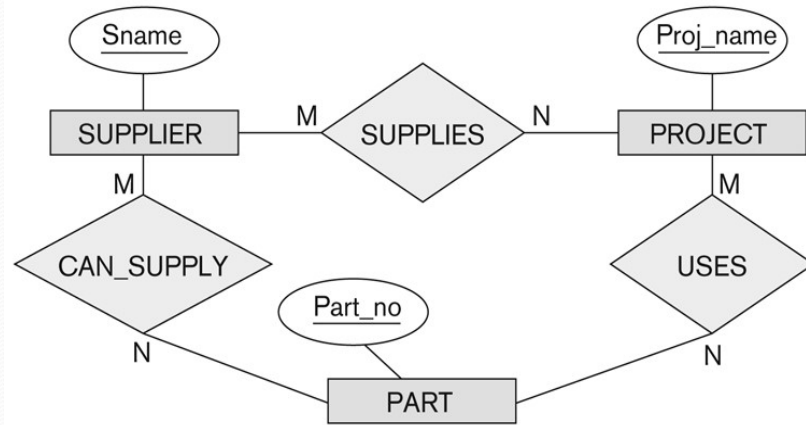 Sname
Proj_name
SUPPLIER
M
SUPPLIES
N
PROJECT
M
M
CAN_SUPPLY
USES
Part_no
N
N
PART